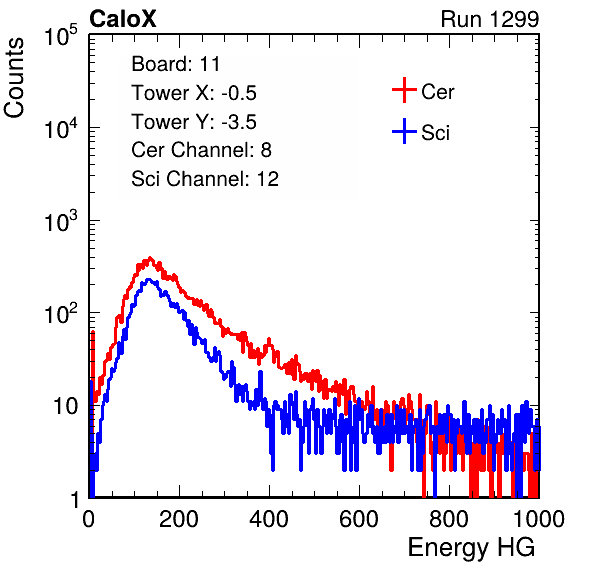 CaloX Run 1299
Counts
10^5
10^4
10^3
10^2
10
1
Board: 11
Tower X: -0.5
Tower Y: -3.5
Cer Channel: 8
Sci Channel: 12
Cer
Sci
0 200 400 600 800 1000
Energy HG